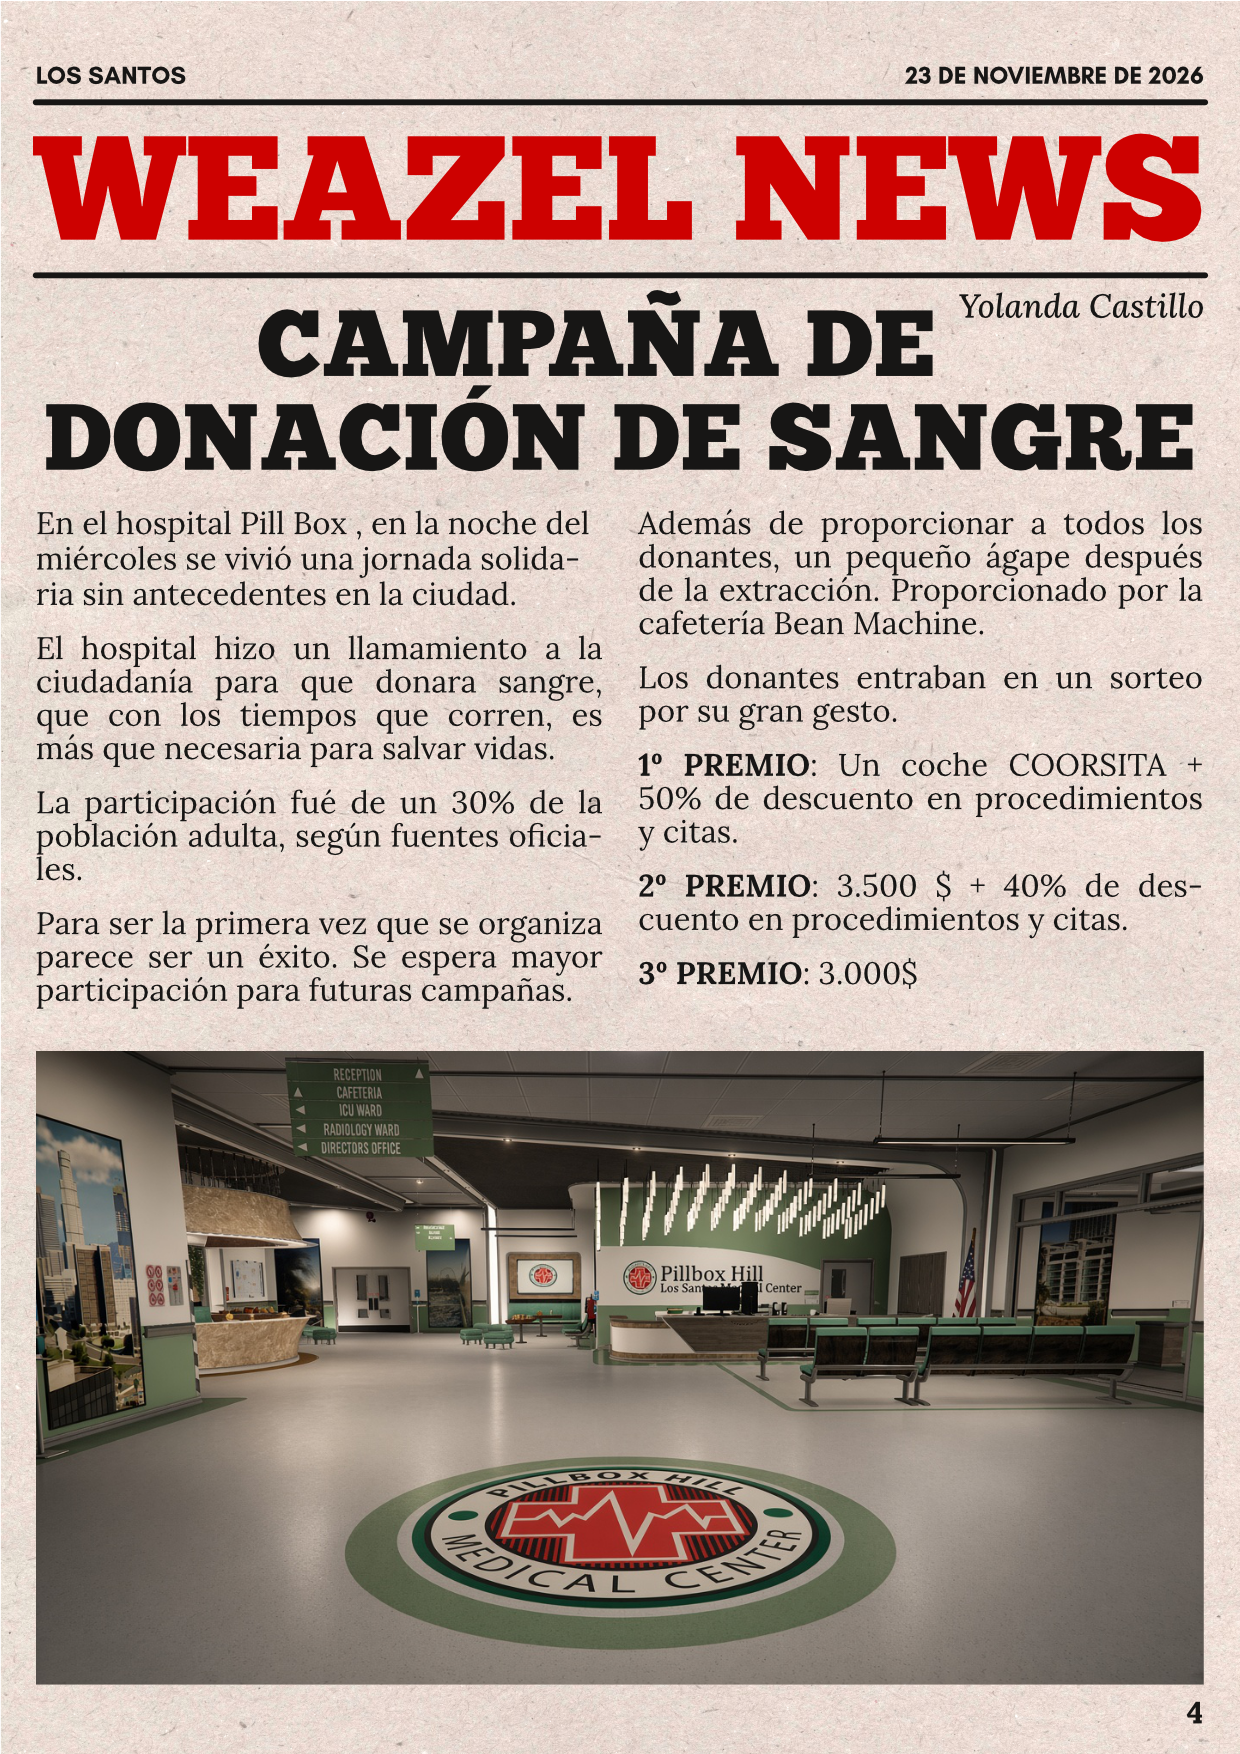 LOS SANTOS
23 DE NOVIEMBRE DE 2026
WEAZEL NEWS
Yolanda Castillo
CAMPAÑA DE
DONACIÓN DE SANGRE
En el hospital Pill Box , en la noche del
miércoles se vivió una jornada solida-
ria sin antecedentes en la ciudad.
El hospital hizo un llamamiento a la
ciudadanía para que donara sangre,
que con los tiempos que corren, es
más que necesaria para salvar vidas.
La participación fué de un 30% de la
población adulta, según fuentes oficia-
les.
Para ser la primera vez que se organiza
parece ser un éxito. Se espera mayor
participación para futuras campañas.
Además de proporcionar a todos los
donantes, un pequeño ágape después
de la extracción. Proporcionado por la
cafetería Bean Machine.
Los donantes entraban en un sorteo
por su gran gesto.
1º PREMIO: Un coche COORSITA +
50% de descuento en procedimientos
y citas.
2º PREMIO: 3.500 $ + 40% de des-
cuento en procedimientos y citas.
3º PREMIO: 3.000$
RECEPTION
CAFETERIA
ICU WARD
RADIOLOGY WARD
DIRECTORS OFFICE
Pillbox Hill
Los Center
PILLBOX HILL
MEDICAL CENTER
4